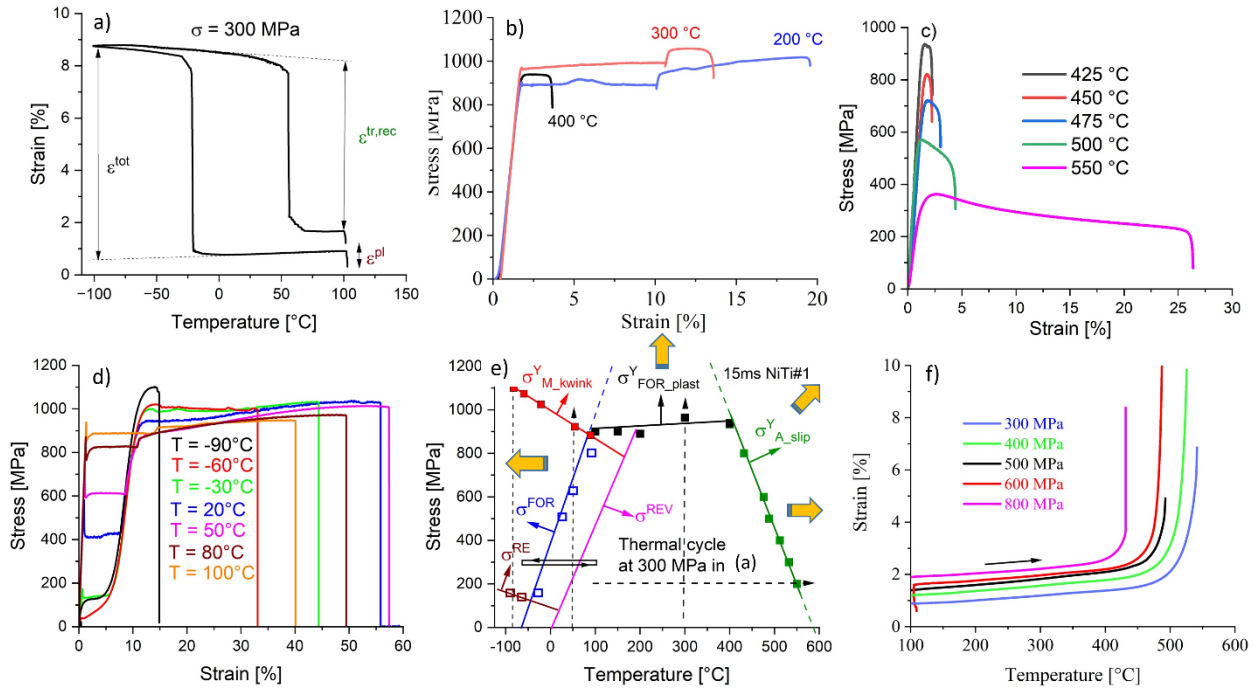 a)
σ = 300 MPa
ε^tot
ε^tr,rec
ε^pl
Strain [%]
10
8
6
4
2
0
-100 -50 0 50 100 150
Temperature [°C]
b)
300 °C
200 °C
400 °C
Stress [MPa]
1200
1000
800
600
400
200
0
0 5 10 15 20
Strain [%]
c)
425 °C
450 °C
475 °C
500 °C
550 °C
Stress [MPa]
1000
800
600
400
200
0
0 5 10 15 20 25 30
Strain [%]
d)
T = -90°C
T = -60°C
T = -30°C
T = 20°C
T = 50°C
T = 80°C
T = 100°C
Stress [MPa]
1200
1000
800
600
400
200
0
0 10 20 30 40 50 60
Strain [%]
e)
σ^Y_M_kwink
σ^Y_FOR_plast
15ms NiTi#1
σ^Y_A_slip
σ^FOR
σ^REV
σ^RE
Thermal cycle
at 300 MPa in (a)
Stress [MPa]
1200
1000
800
600
400
200
0
-100 0 100 200 300 400 500 600
Temperature [°C]
f)
300 MPa
400 MPa
500 MPa
600 MPa
800 MPa
Strain [%]
10
8
6
4
2
0
100 200 300 400 500 600
Temperature [°C]